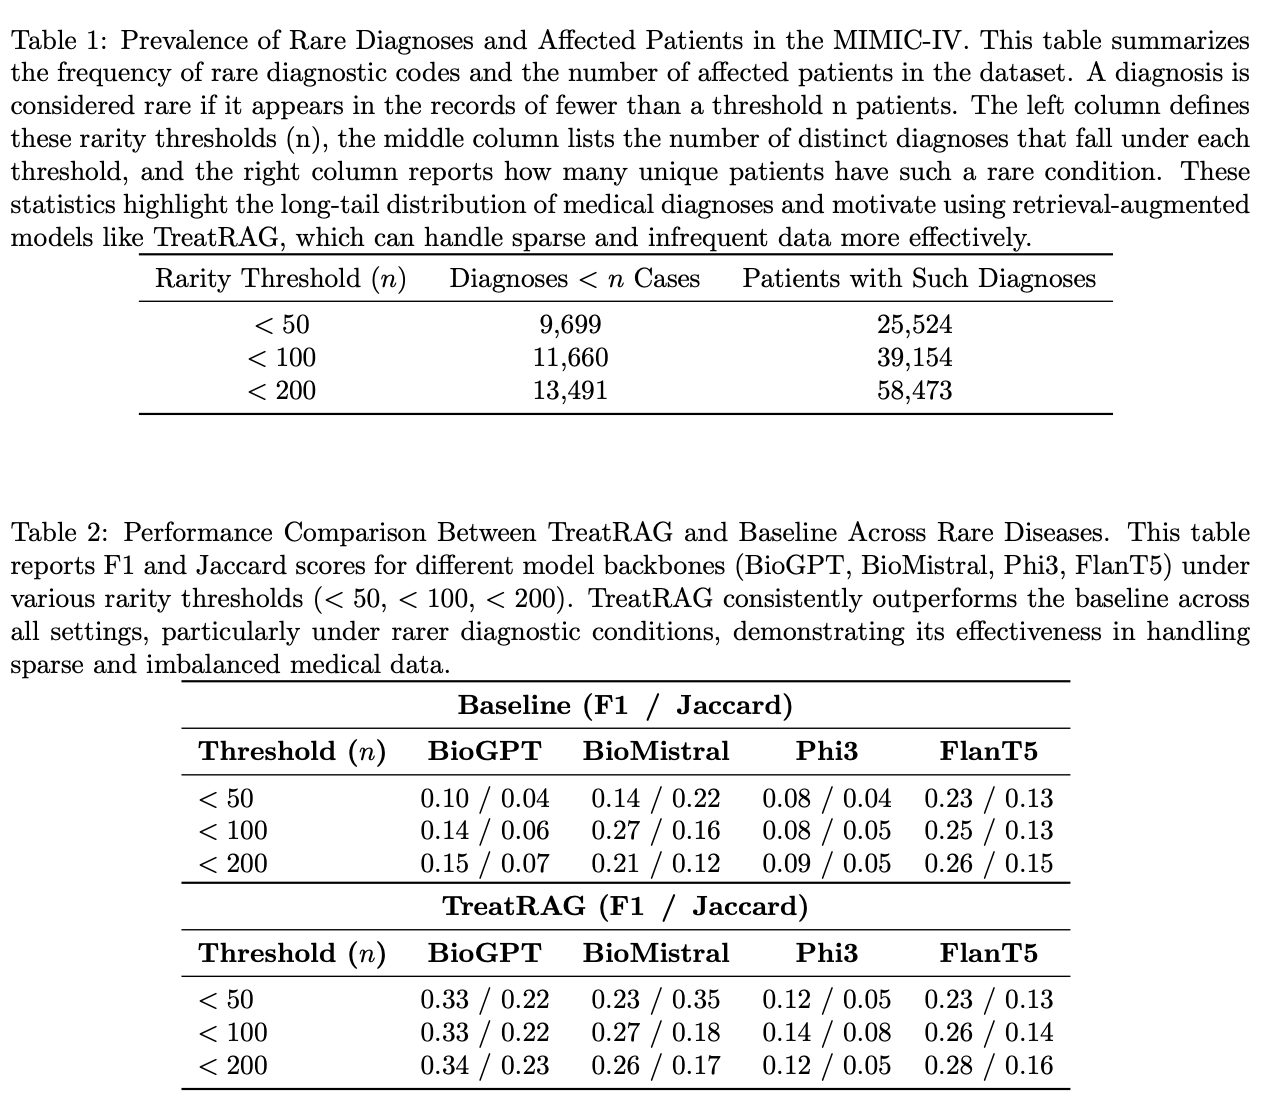 Table 1: Prevalence of Rare Diagnoses and Affected Patients in the MIMIC-IV. This table summarizes
the frequency of rare diagnostic codes and the number of affected patients in the dataset. A diagnosis is
considered rare if it appears in the records of fewer than a threshold n patients. The left column defines
these rarity thresholds (n), the middle column lists the number of distinct diagnoses that fall under each
threshold, and the right column reports how many unique patients have such a rare condition. These
statistics highlight the long-tail distribution of medical diagnoses and motivate using retrieval-augmented
models like TreatRAG, which can handle sparse and infrequent data more effectively.
Rarity Threshold (n) Diagnoses < n Cases Patients with Such Diagnoses
< 50 9,699 25,524
< 100 11,660 39,154
< 200 13,491 58,473
Table 2: Performance Comparison Between TreatRAG and Baseline Across Rare Diseases. This table
reports F1 and Jaccard scores for different model backbones (BioGPT, BioMistral, Phi3, FlanT5) under
various rarity thresholds (< 50, < 100, < 200). TreatRAG consistently outperforms the baseline across
all settings, particularly under rarer diagnostic conditions, demonstrating its effectiveness in handling
sparse and imbalanced medical data.
Baseline (F1 / Jaccard)
Threshold (n) BioGPT BioMistral Phi3 FlanT5
< 50 0.10 / 0.04 0.14 / 0.22 0.08 / 0.04 0.23 / 0.13
< 100 0.14 / 0.06 0.27 / 0.16 0.08 / 0.05 0.25 / 0.13
< 200 0.15 / 0.07 0.21 / 0.12 0.09 / 0.05 0.26 / 0.15
TreatRAG (F1 / Jaccard)
Threshold (n) BioGPT BioMistral Phi3 FlanT5
< 50 0.33 / 0.22 0.23 / 0.35 0.12 / 0.05 0.23 / 0.13
< 100 0.33 / 0.22 0.27 / 0.18 0.14 / 0.08 0.26 / 0.14
< 200 0.34 / 0.23 0.26 / 0.17 0.12 / 0.05 0.28 / 0.16